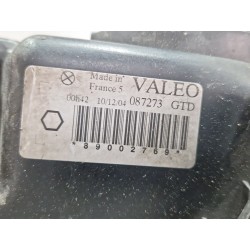 Made in VALEO
France 5
00642 10/12/04 087273 GTD
*89002769*